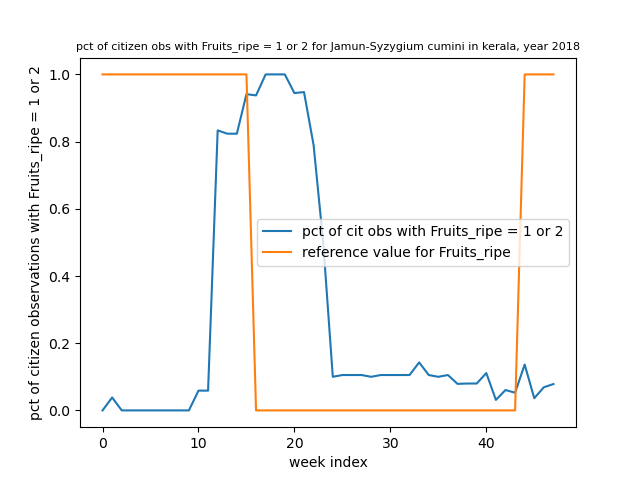 pct of citizen obs with Fruits_ripe = 1 or 2 for Jamun-Syzygium cumini in kerala, year 2018
pct of citizen observations with Fruits_ripe = 1 or 2
1.0
0.8
0.6
0.4
0.2
0.0
pct of cit obs with Fruits_ripe = 1 or 2
reference value for Fruits_ripe
0 10 20 30 40
week index